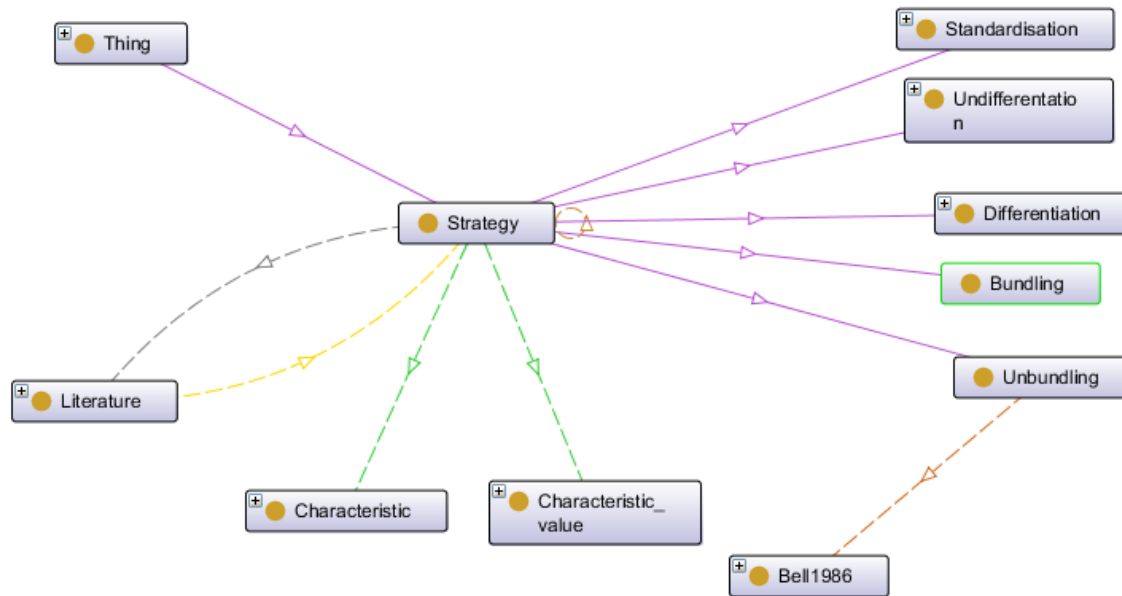 Thing
Standardisation
Undifferentatio
n
Strategy
Differentiation
Bundling
Unbundling
Literature
Characteristic
Characteristic_
value
Bell1986